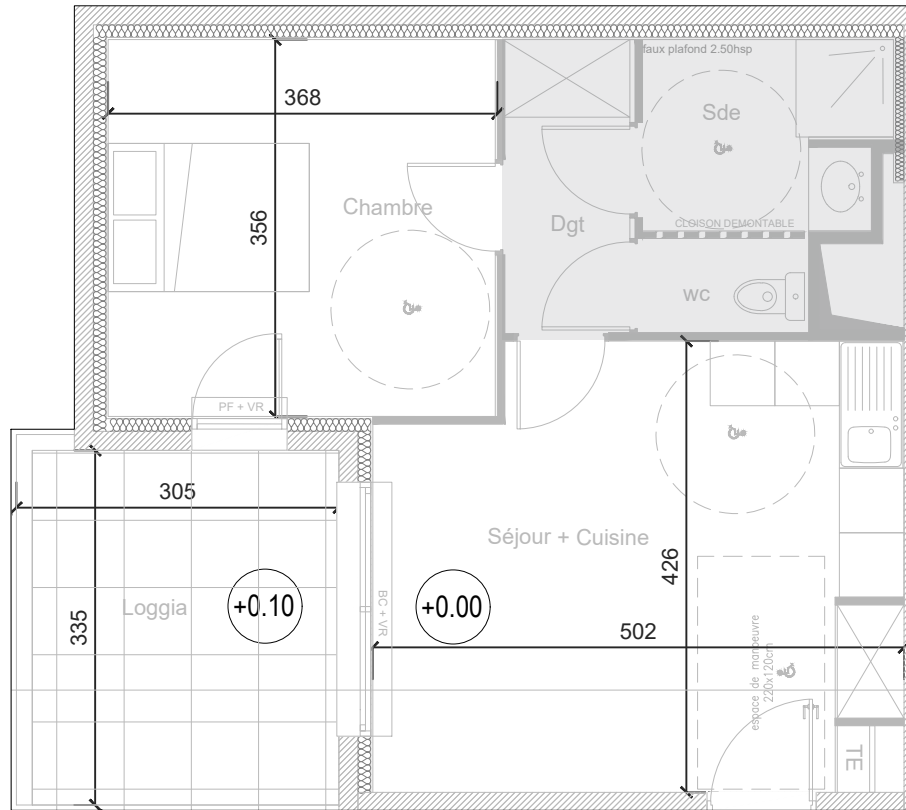 faux plafond 2.50hsp
368
Sde
Chambre
356
Dgt
CLOISON DEMONTABLE
wc
PF + VR
305
Séjour + Cuisine
426
Loggia
+0.10
+0.00
335
BC + VR
502
espace de manoeuvre
220x120cm
TE